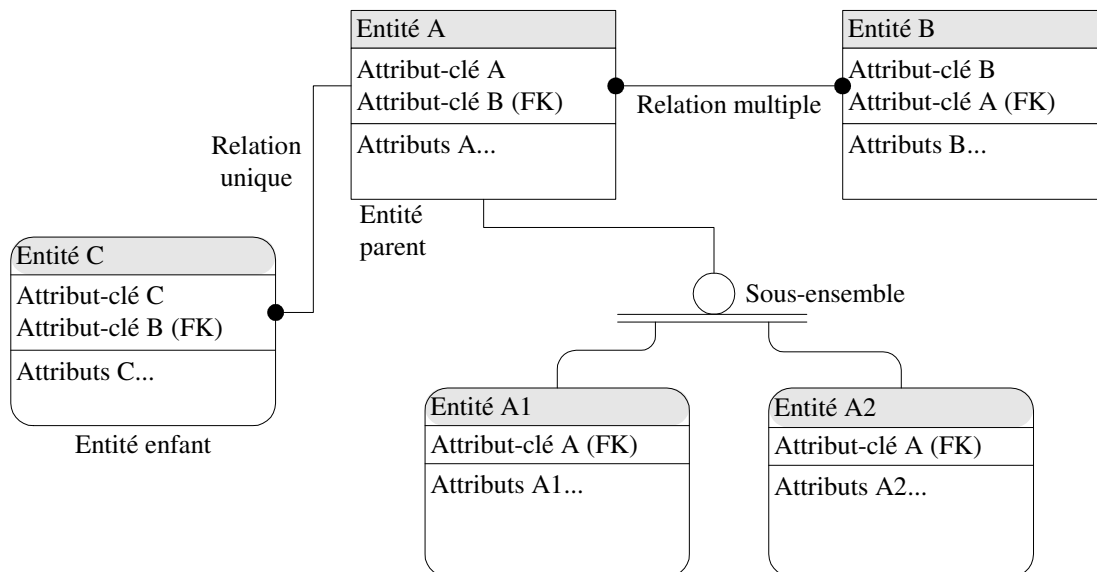 Entité A
Attribut-clé A
Attribut-clé B (FK)
Attributs A...
Entité B
Attribut-clé B
Attribut-clé A (FK)
Attributs B...
Relation multiple
Relation
unique
Entité
parent
Entité C
Attribut-clé C
Attribut-clé B (FK)
Attributs C...
Entité enfant
Sous-ensemble
Entité A1
Attribut-clé A (FK)
Attributs A1...
Entité A2
Attribut-clé A (FK)
Attributs A2...